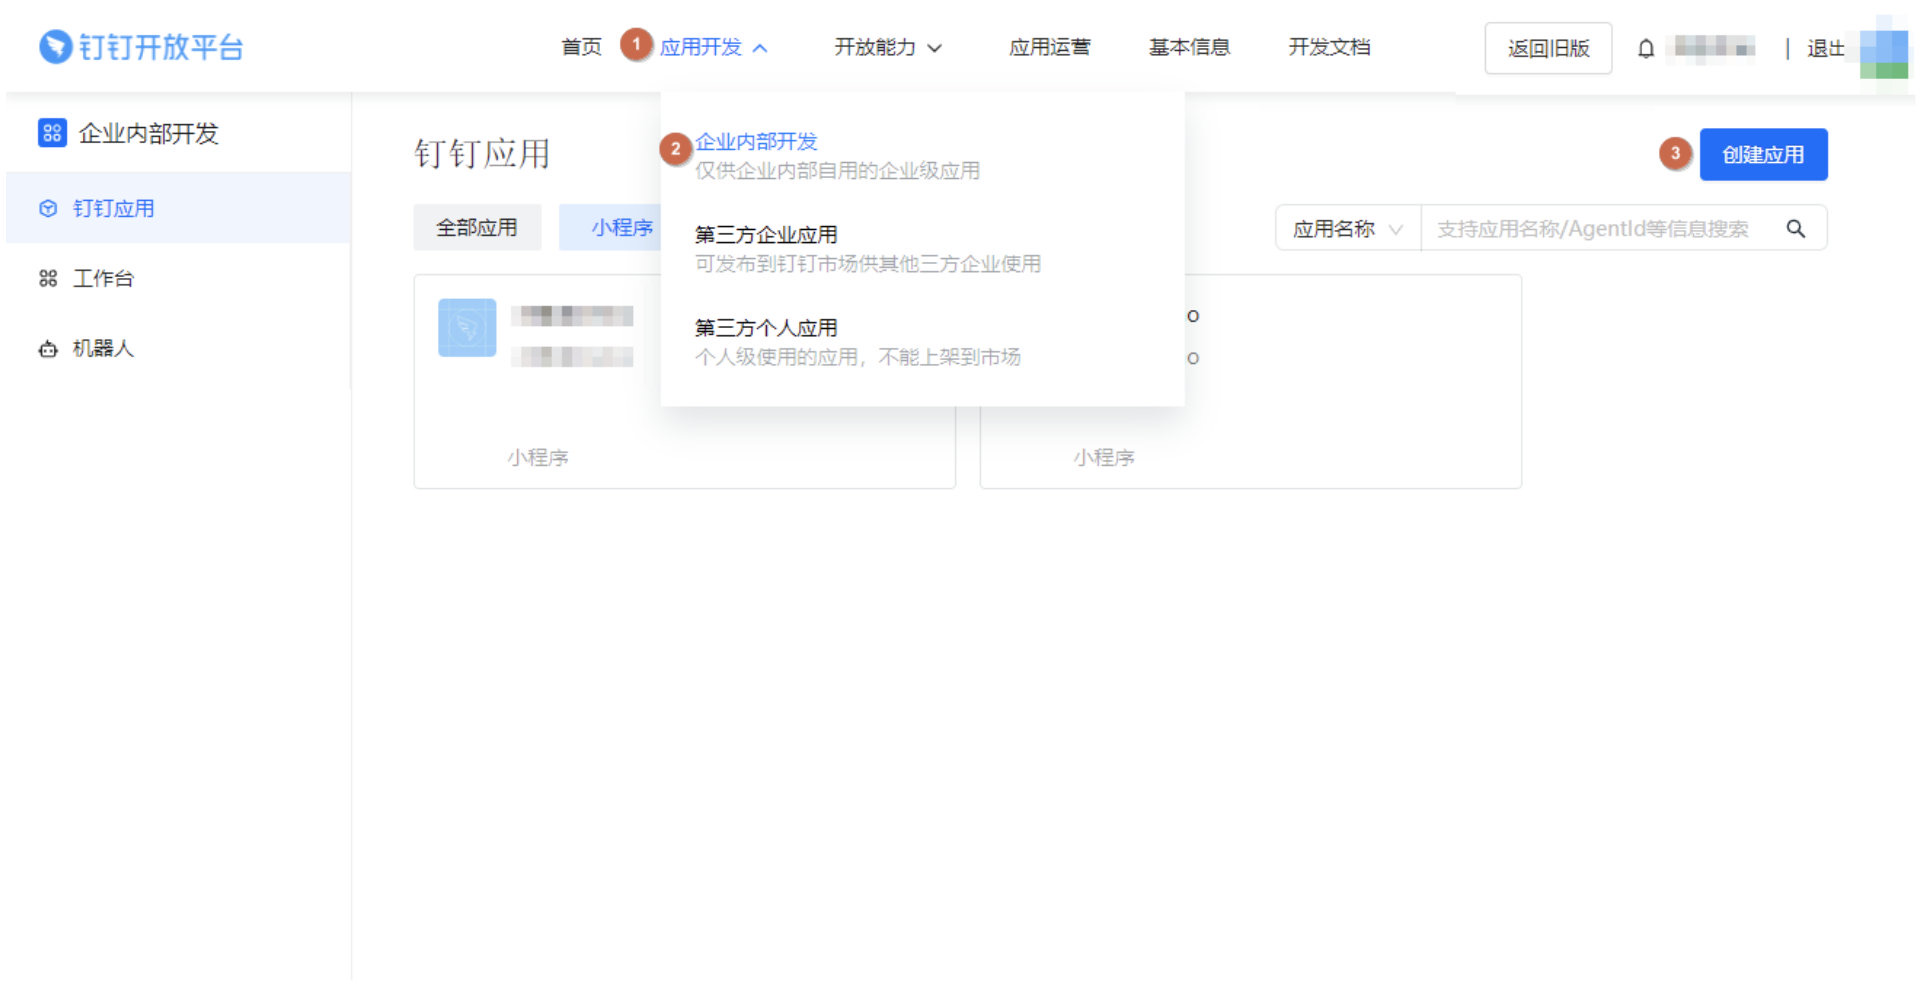 钉钉开放平台
首页 1 应用开发 开放能力 应用运营 基本信息 开发文档 返回旧版 | 退出
企业内部开发
钉钉应用
工作台
机器人
钉钉应用
3 创建应用
全部应用 小程序
应用名称 支持应用名称/AgentId等信息搜索
2 企业内部开发
仅供企业内部自用的企业级应用
第三方企业应用
可发布到钉钉市场供其他三方企业使用
第三方个人应用
个人级使用的应用，不能上架到市场
o
o
小程序
小程序